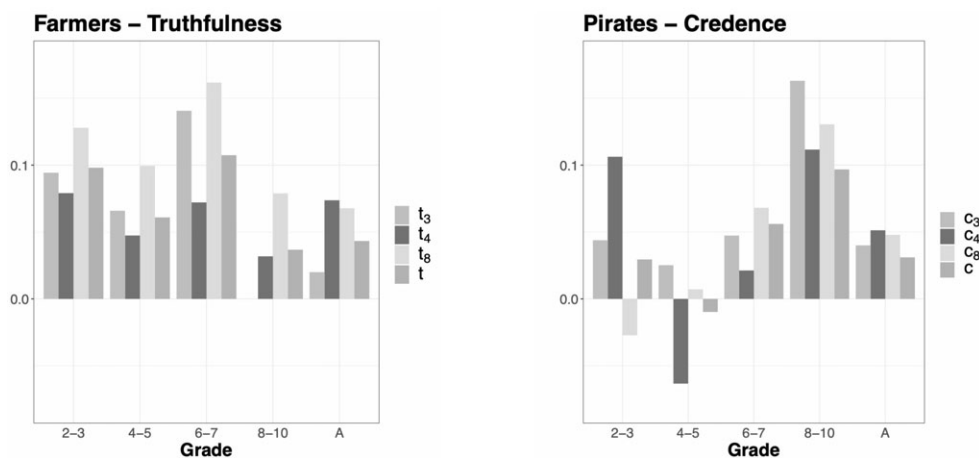 Farmers – Truthfulness
0.1
0.0
2–3 4–5 6–7 8–10 A
Grade
t3
t4
t8
t
Pirates – Credence
0.1
0.0
2–3 4–5 6–7 8–10 A
Grade
c3
c4
c8
c